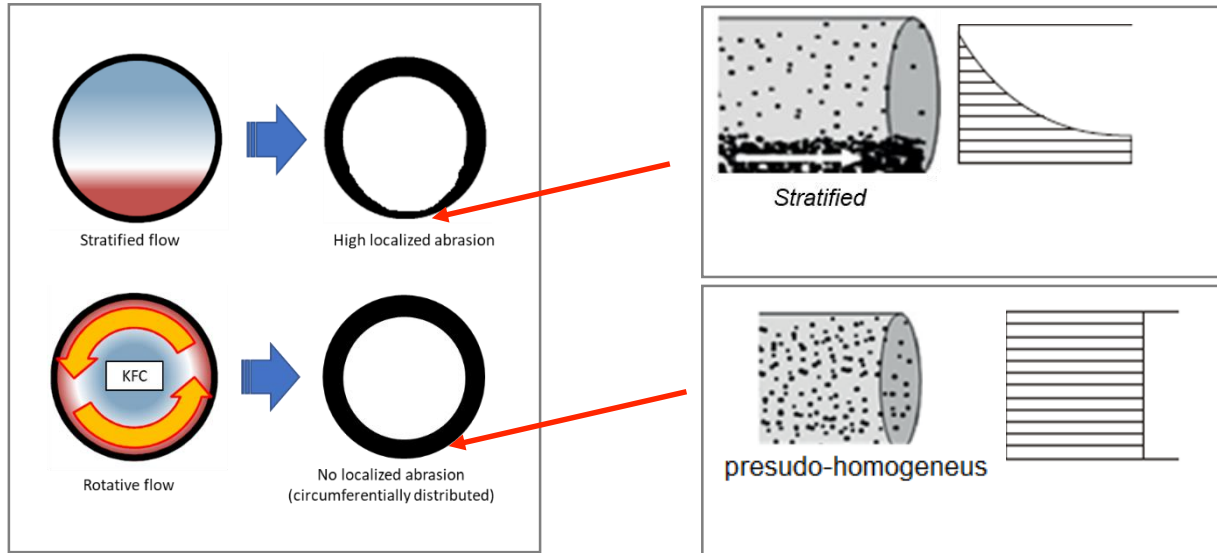 Stratified flow
High localized abrasion
KFC
Rotative flow
No localized abrasion
(circumferentially distributed)
Stratified
presudo-homogeneus